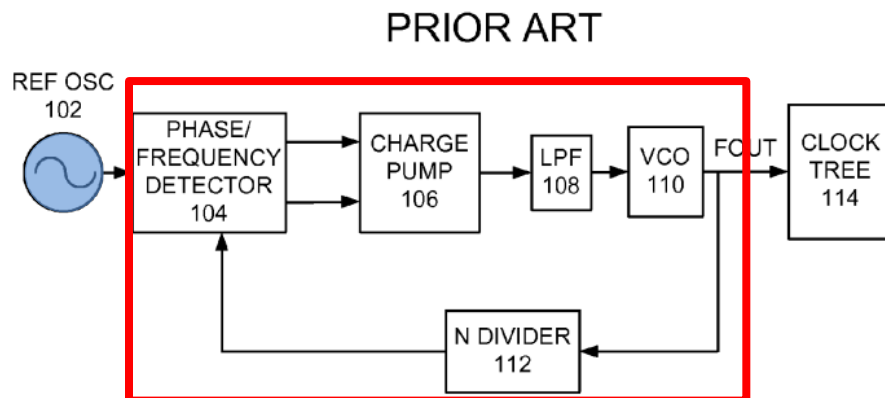 PRIOR ART
REF OSC
102
PHASE/
FREQUENCY
DETECTOR
104
CHARGE
PUMP
106
LPF
108
VCO
110
FOUT
CLOCK
TREE
114
N DIVIDER
112